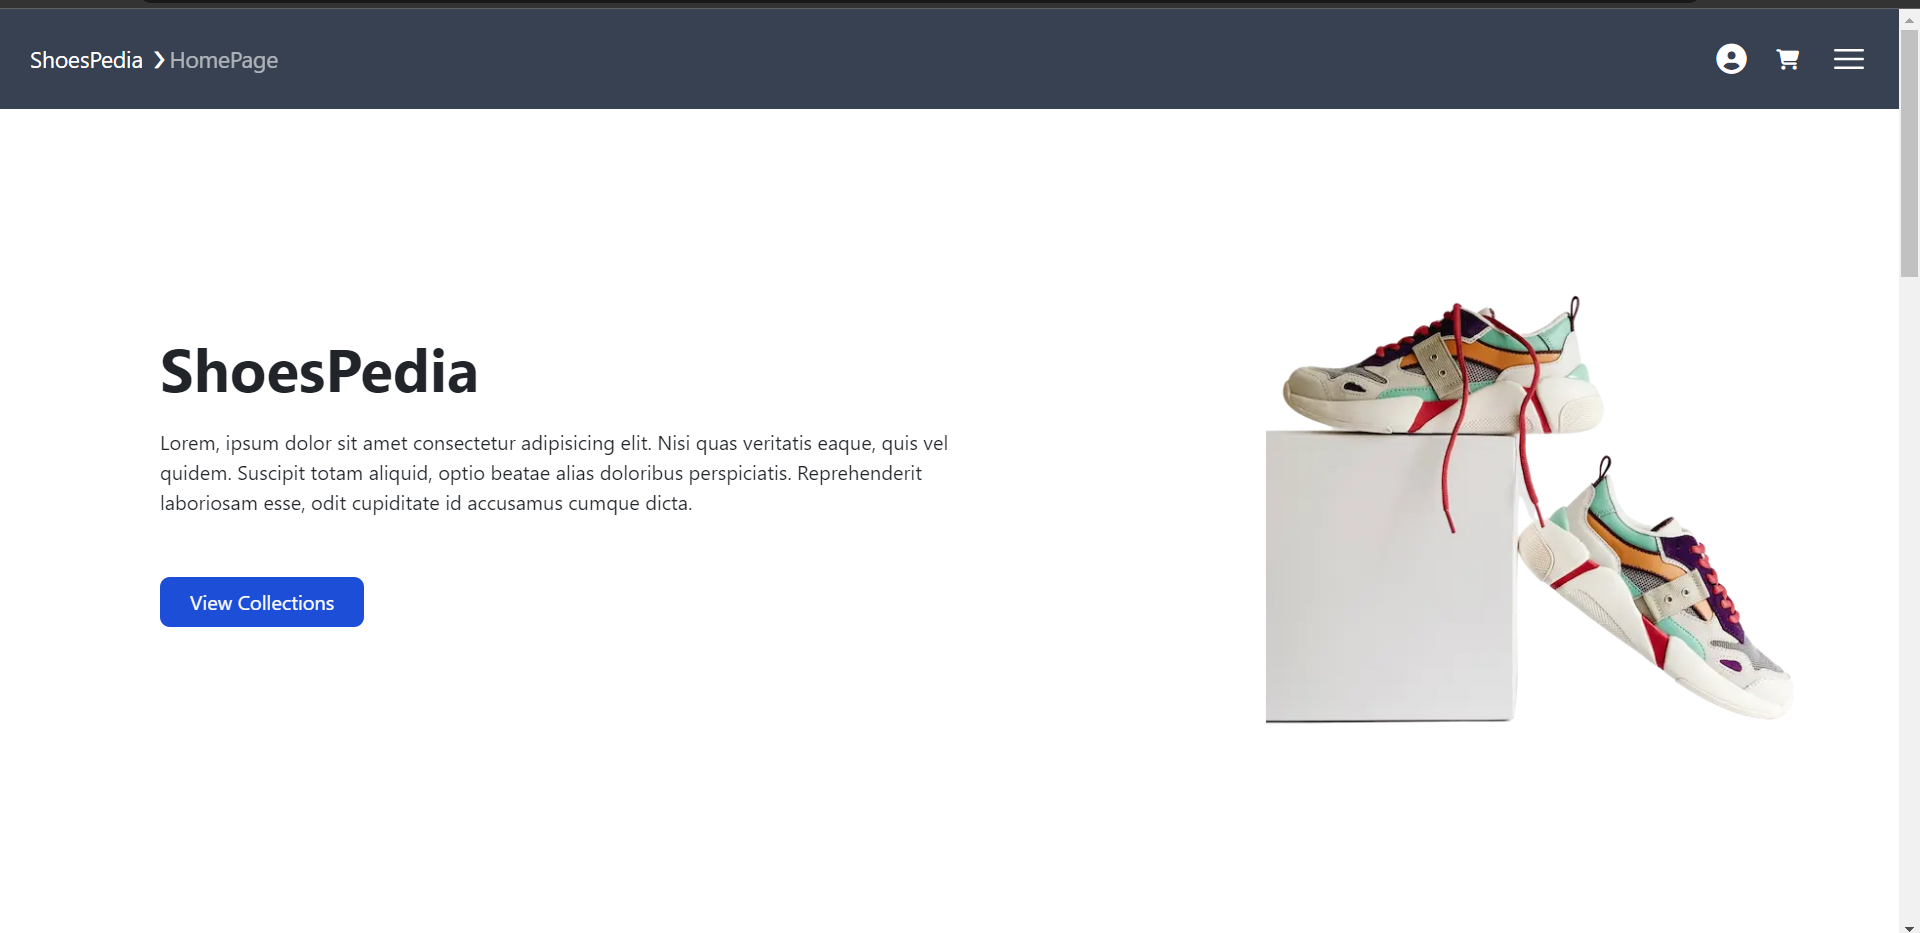 ShoesPedia ❯ HomePage
ShoesPedia
Lorem, ipsum dolor sit amet consectetur adipisicing elit. Nisi quas veritatis eaque, quis vel
quidem. Suscipit totam aliquid, optio beatae alias doloribus perspiciatis. Reprehenderit
laboriosam esse, odit cupiditate id accusamus cumque dicta.
View Collections